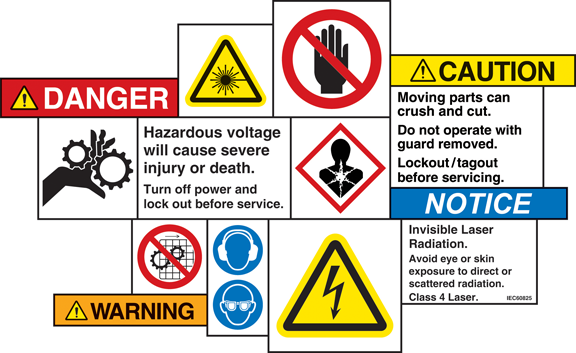 DANGER
Hazardous voltage
will cause severe
injury or death.
Turn off power and
lock out before service.
CAUTION
Moving parts can
crush and cut.
Do not operate with
guard removed.
Lockout/tagout
before servicing.
NOTICE
Invisible Laser
Radiation.
Avoid eye or skin
exposure to direct or
scattered radiation.
Class 4 Laser.
IEC60825
WARNING